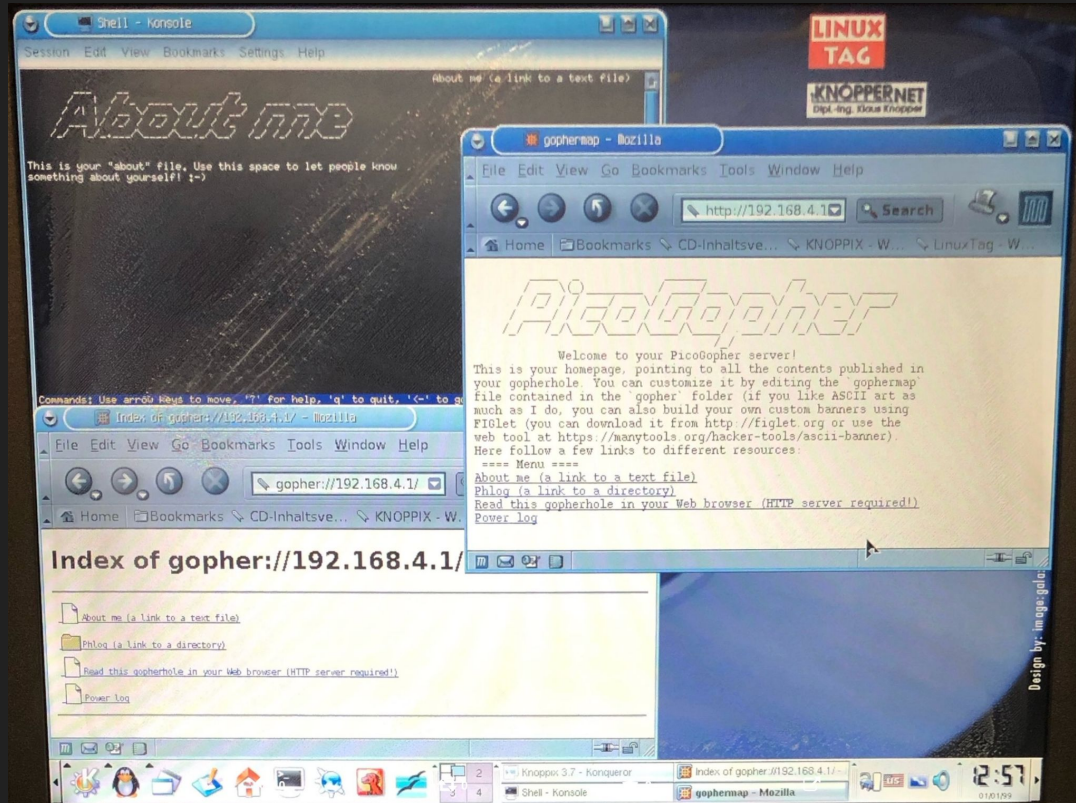 Shell - Konsole
Session Edit View Bookmarks Settings Help
About me (a link to a text file)
About me
This is your "about" file. Use this space to let people know
something about yourself! ;-)
Commands: Use arrow keys to move, '?' for help, 'q' to quit, '<-' to g
LINUX
TAG
KNOPPER.NET
Dipl.-Ing. Klaus Knopper
gophermap - Mozilla
File Edit View Go Bookmarks Tools Window Help
http://192.168.4.1
Search
Home Bookmarks CD-Inhaltsve... KNOPPIX - W... LinuxTag - W...
PicoGopher
Welcome to your PicoGopher server!
This is your homepage, pointing to all the contents published in
your gopherhole. You can customize it by editing the `gophermap`
file contained in the `gopher` folder (if you like ASCII art as
much as I do, you can also build your own custom banners using
FIGlet (you can download it from http://figlet.org or use the
web tool at https://manytools.org/hacker-tools/ascii-banner).
Here follow a few links to different resources:
==== Menu ====
About me (a link to a text file)
Phlog (a link to a directory)
Read this gopherhole in your Web browser (HTTP server required!)
Power log
Index of gopher://192.168.4.1/ - Mozilla
File Edit View Go Bookmarks Tools Window Help
gopher://192.168.4.1/
Home Bookmarks CD-Inhaltsve... KNOPPIX - W.
Index of gopher://192.168.4.1/
About me (a link to a text file)
Phlog (a link to a directory)
Read this gopherhole in your Web browser (HTTP server required!)
Power log
Design by: image:gala:
2
3 4
Knoppix 3.7 - Konqueror
Index of gopher://192.168.4.1/ -
Shell - Konsole
gophermap - Mozilla
us
12:57
01/01/99